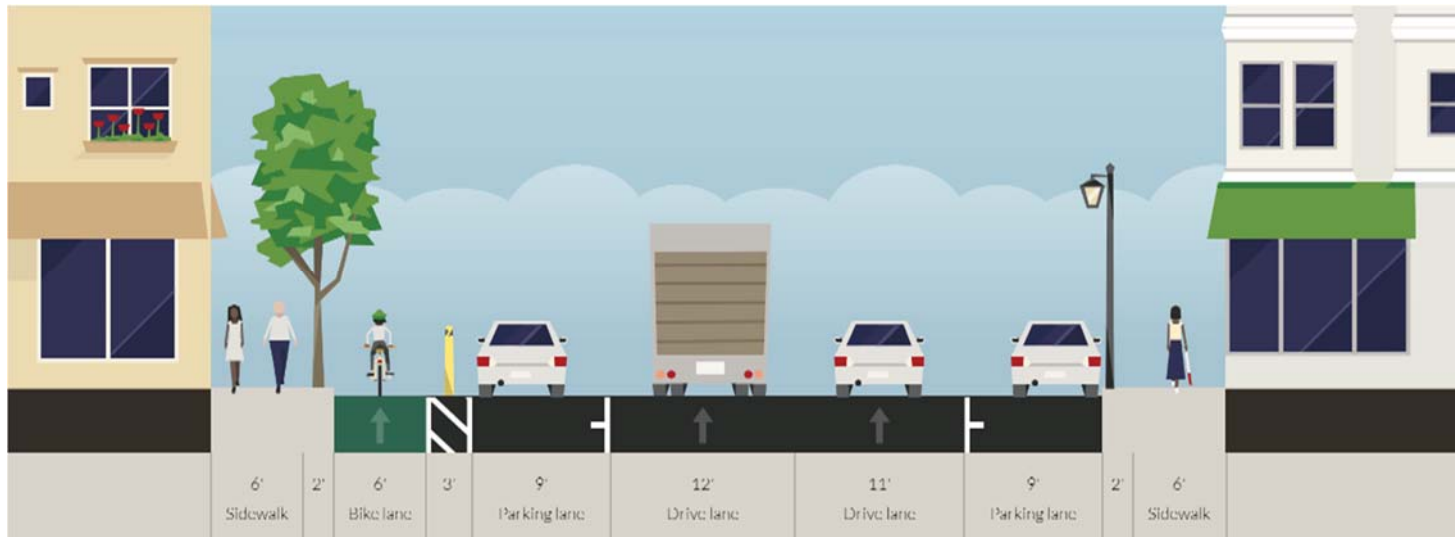 6' 2' 6' 3' 9' 12' 11' 9' 2' 6'
Sidewalk Bike lane Parking lane Drive lane Drive lane Parking lane Sidewalk